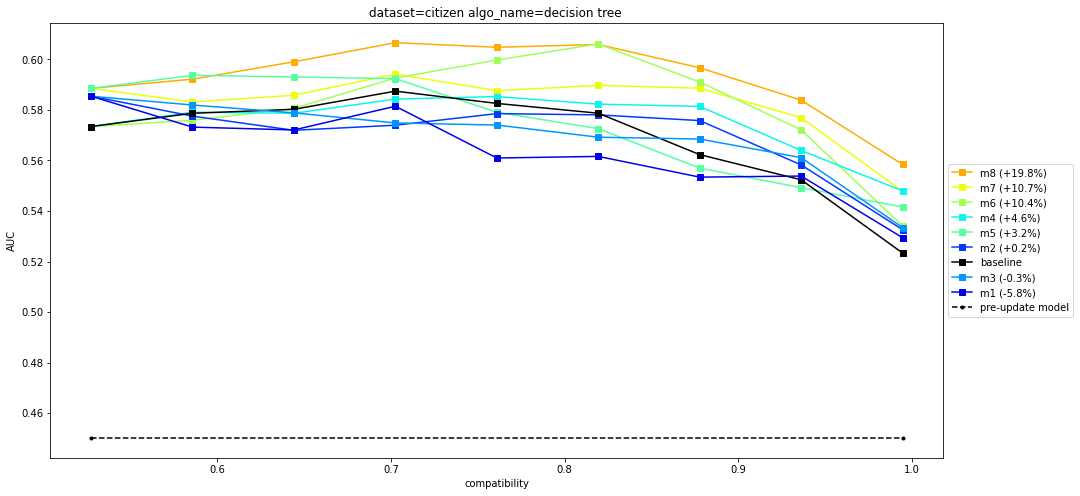 dataset=citizen algo_name=decision tree
AUC
0.60
0.58
0.56
0.54
0.52
0.50
0.48
0.46
0.6
0.7
0.8
0.9
1.0
compatibility
m8 (+19.8%)
m7 (+10.7%)
m6 (+10.4%)
m4 (+4.6%)
m5 (+3.2%)
m2 (+0.2%)
baseline
m3 (-0.3%)
m1 (-5.8%)
pre-update model